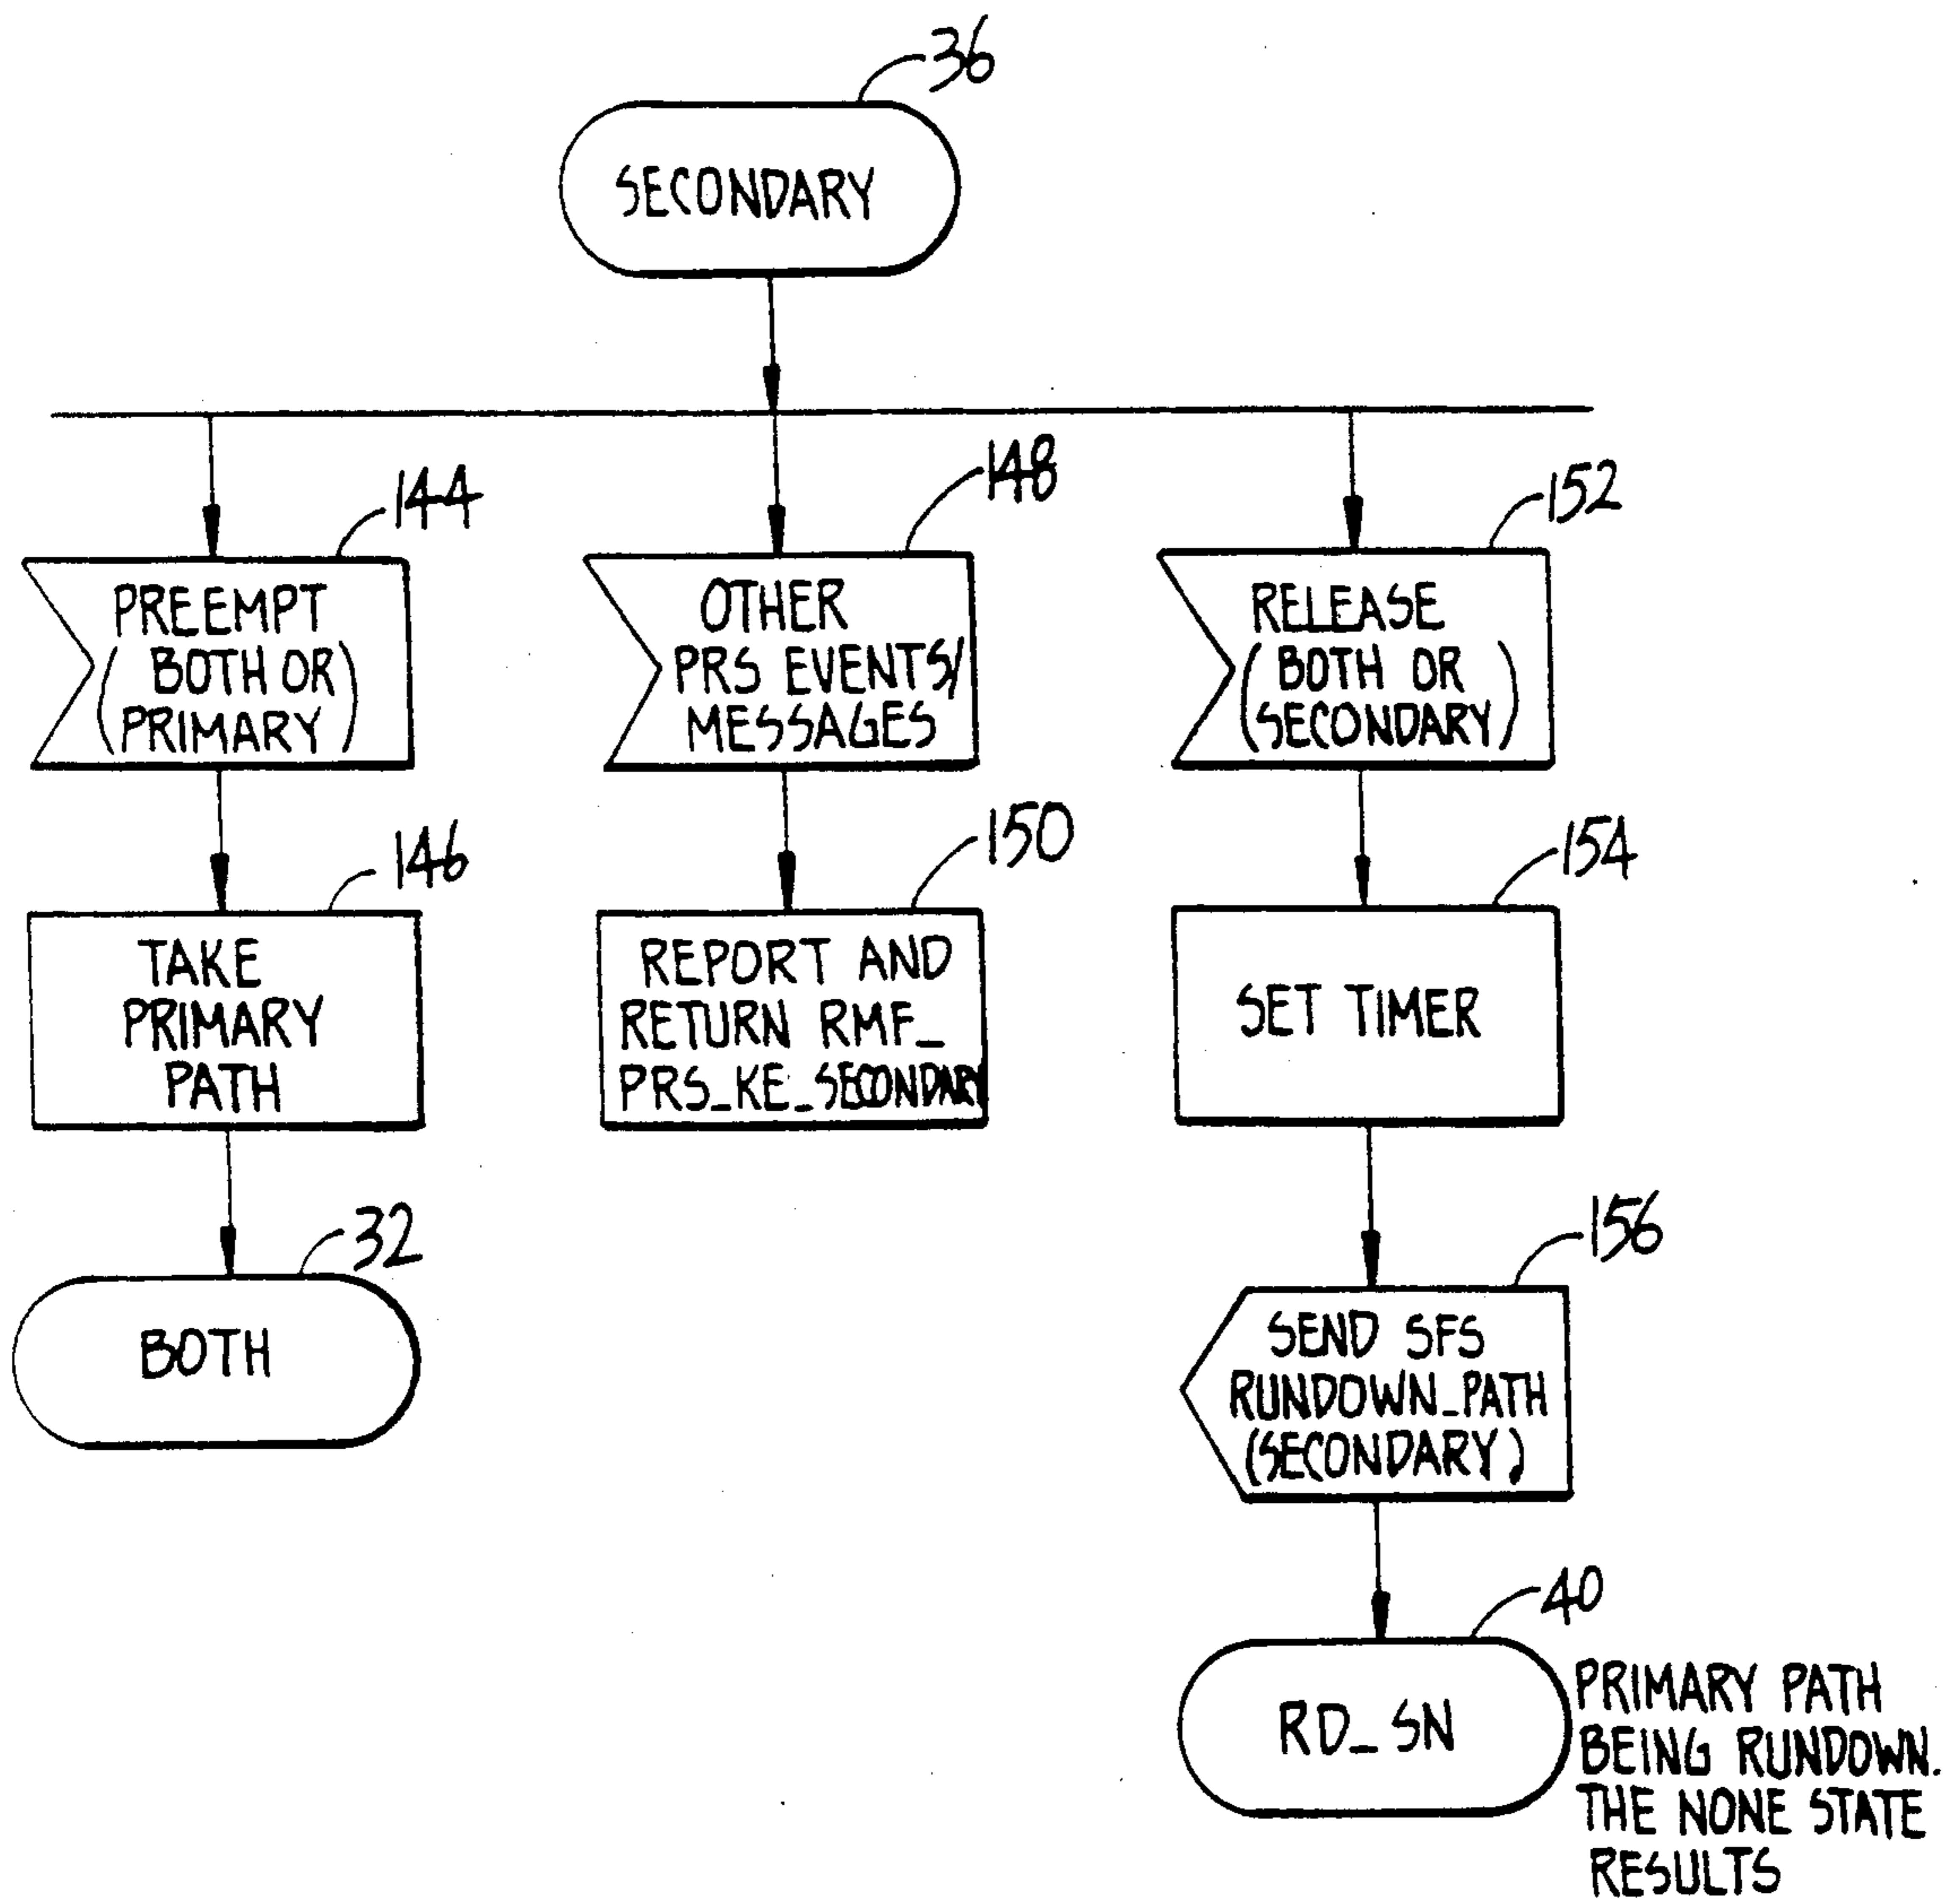 36
SECONDARY
144
PREEMPT
( BOTH OR )
(PRIMARY)
148
OTHER
PRS EVENTS/
MESSAGES
152
RELEASE
( BOTH OR )
(SECONDARY)
146
TAKE
PRIMARY
PATH
150
REPORT AND
RETURN RMF_
PRS_KE_SECONDARY
154
SET TIMER
32
BOTH
156
SEND SFS
RUNDOWN_PATH
(SECONDARY)
40
RD_SN
PRIMARY PATH
BEING RUNDOWN.
THE NONE STATE
RESULTS